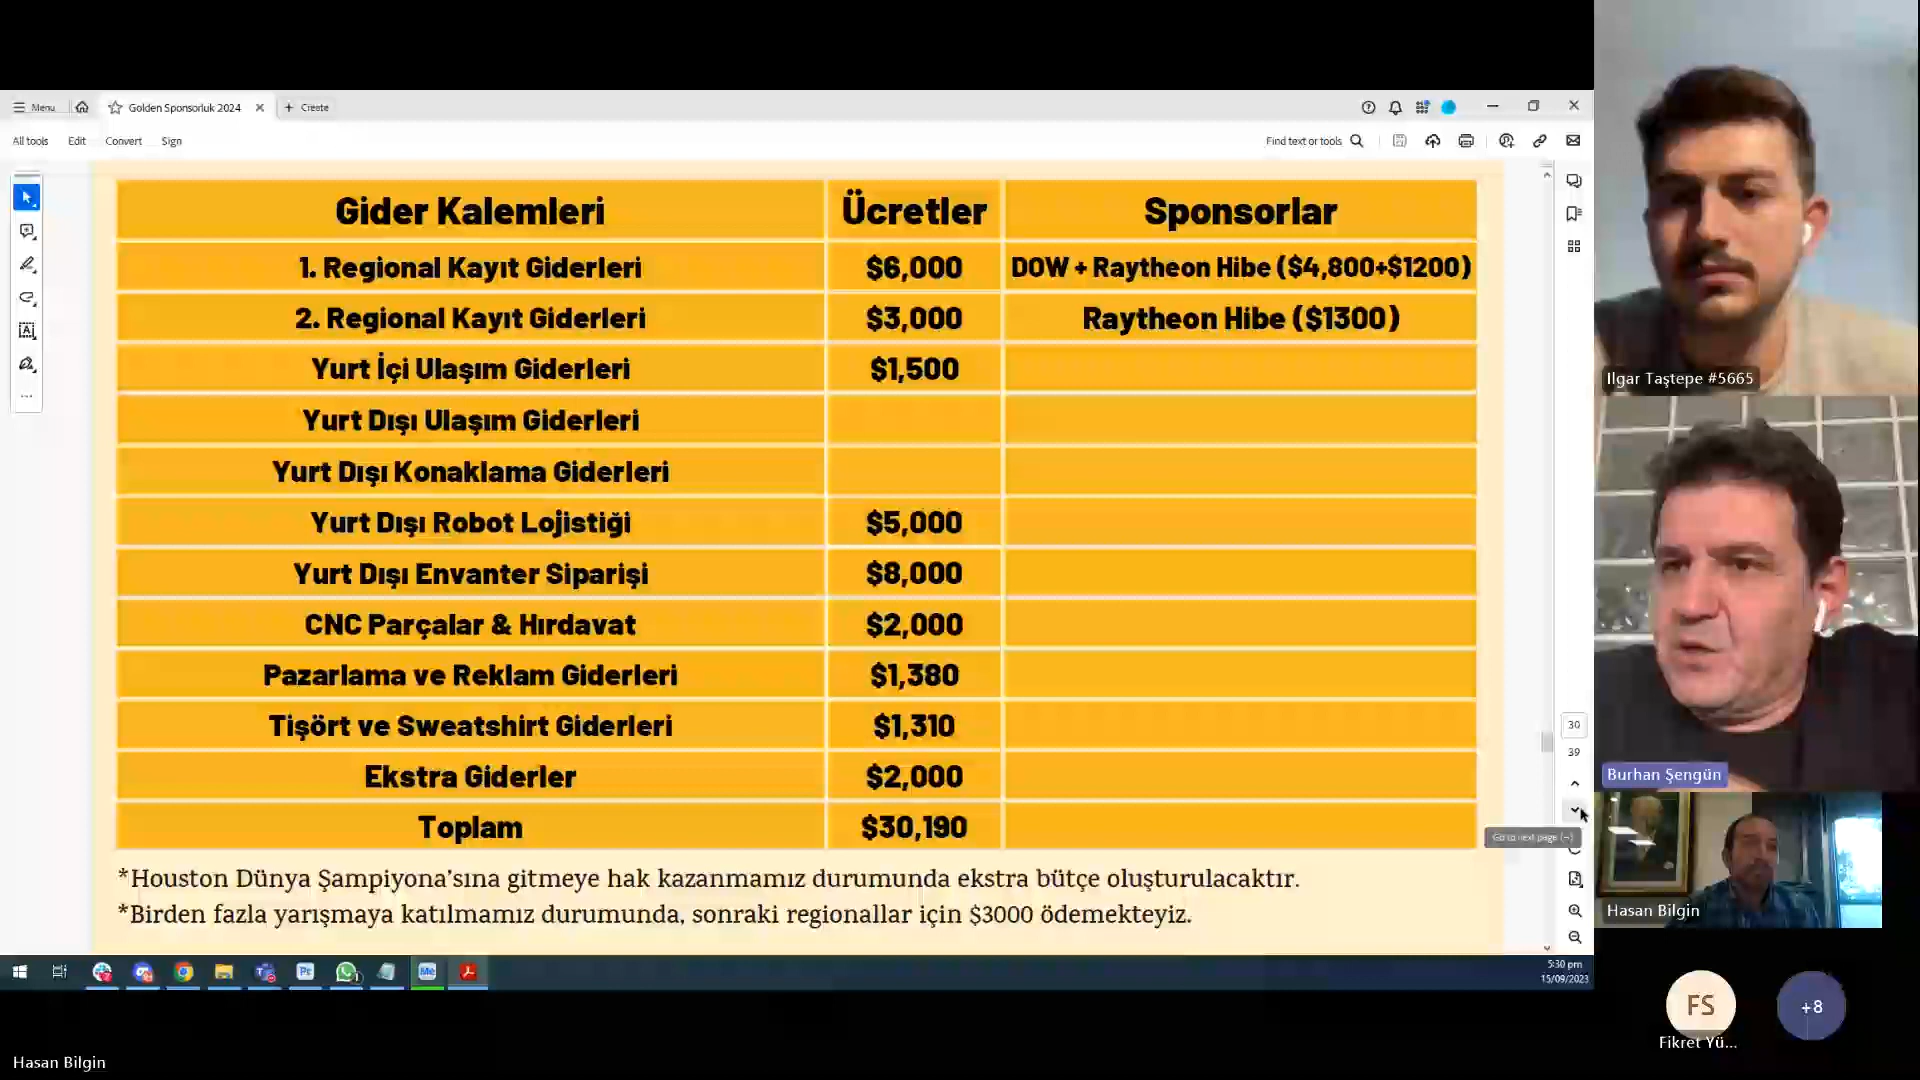 Menu
Golden Sponsorluk 2024
Create
All tools
Edit
Convert
Sign
Find text or tools
Gider Kalemleri Ücretler Sponsorlar
1. Regional Kayıt Giderleri $6,000 DOW + Raytheon Hibe ($4,800+$1200)
2. Regional Kayıt Giderleri $3,000 Raytheon Hibe ($1300)
Yurt İçi Ulaşım Giderleri $1,500
Yurt Dışı Ulaşım Giderleri
Yurt Dışı Konaklama Giderleri
Yurt Dışı Robot Lojistiği $5,000
Yurt Dışı Envanter Siparişi $8,000
CNC Parçalar & Hırdavat $2,000
Pazarlama ve Reklam Giderleri $1,380
Tişört ve Sweatshirt Giderleri $1,310
Ekstra Giderler $2,000
Toplam $30,190
*Houston Dünya Şampiyona'sına gitmeye hak kazanmamız durumunda ekstra bütçe oluşturulacaktır.
*Birden fazla yarışmaya katılmamız durumunda, sonraki regionallar için $3000 ödemekteyiz.
30
39
Go to next page
5:30 pm
15/09/2023
Ilgar Taştepe #5665
Burhan Şengün
Hasan Bilgin
FS
Fikret Yü...
+8
Hasan Bilgin